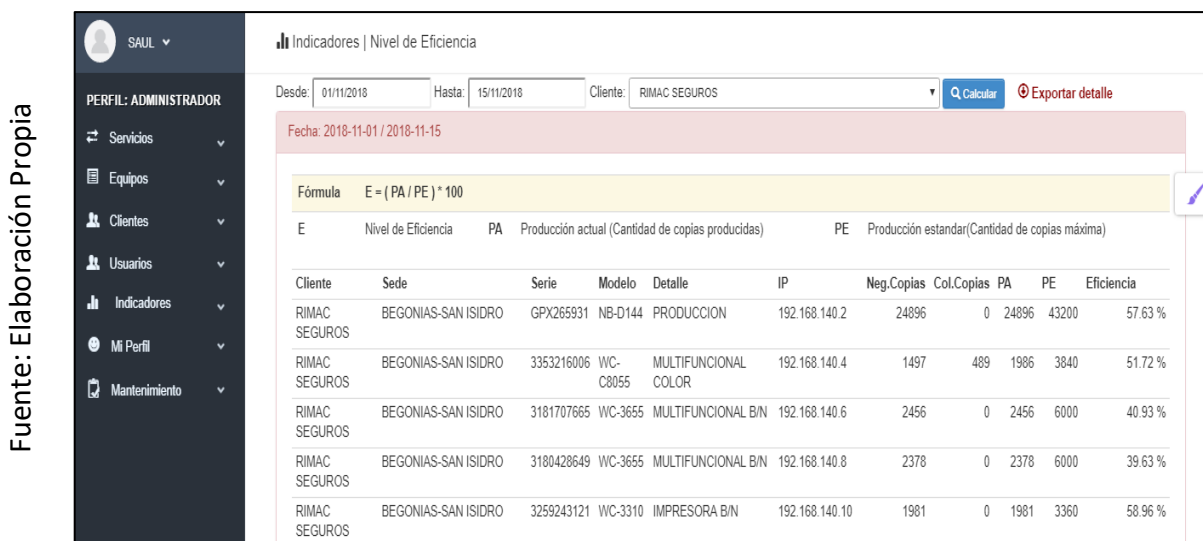 Fuente: Elaboración Propia
SAUL
PERFIL: ADMINISTRADOR
Servicios
Equipos
Clientes
Usuarios
Indicadores
Mi Perfil
Mantenimiento
Indicadores | Nivel de Eficiencia
Desde: 01/11/2018 Hasta: 15/11/2018 Cliente: RIMAC SEGUROS Calcular Exportar detalle
Fecha: 2018-11-01 / 2018-11-15
Fórmula E = ( PA / PE ) * 100
E Nivel de Eficiencia PA Producción actual (Cantidad de copias producidas) PE Producción estandar(Cantidad de copias máxima)
Cliente Sede Serie Modelo Detalle IP Neg.Copias Col.Copias PA PE Eficiencia
RIMAC BEGONIAS-SAN ISIDRO GPX265931 NB-D144 PRODUCCION 192.168.140.2 24896 0 24896 43200 57.63 %
SEGUROS
RIMAC BEGONIAS-SAN ISIDRO 3353216006 WC- MULTIFUNCIONAL 192.168.140.4 1497 489 1986 3840 51.72 %
SEGUROS C8055 COLOR
RIMAC BEGONIAS-SAN ISIDRO 3181707665 WC-3655 MULTIFUNCIONAL B/N 192.168.140.6 2456 0 2456 6000 40.93 %
SEGUROS
RIMAC BEGONIAS-SAN ISIDRO 3180428649 WC-3655 MULTIFUNCIONAL B/N 192.168.140.8 2378 0 2378 6000 39.63 %
SEGUROS
RIMAC BEGONIAS-SAN ISIDRO 3259243121 WC-3310 IMPRESORA B/N 192.168.140.10 1981 0 1981 3360 58.96 %
SEGUROS